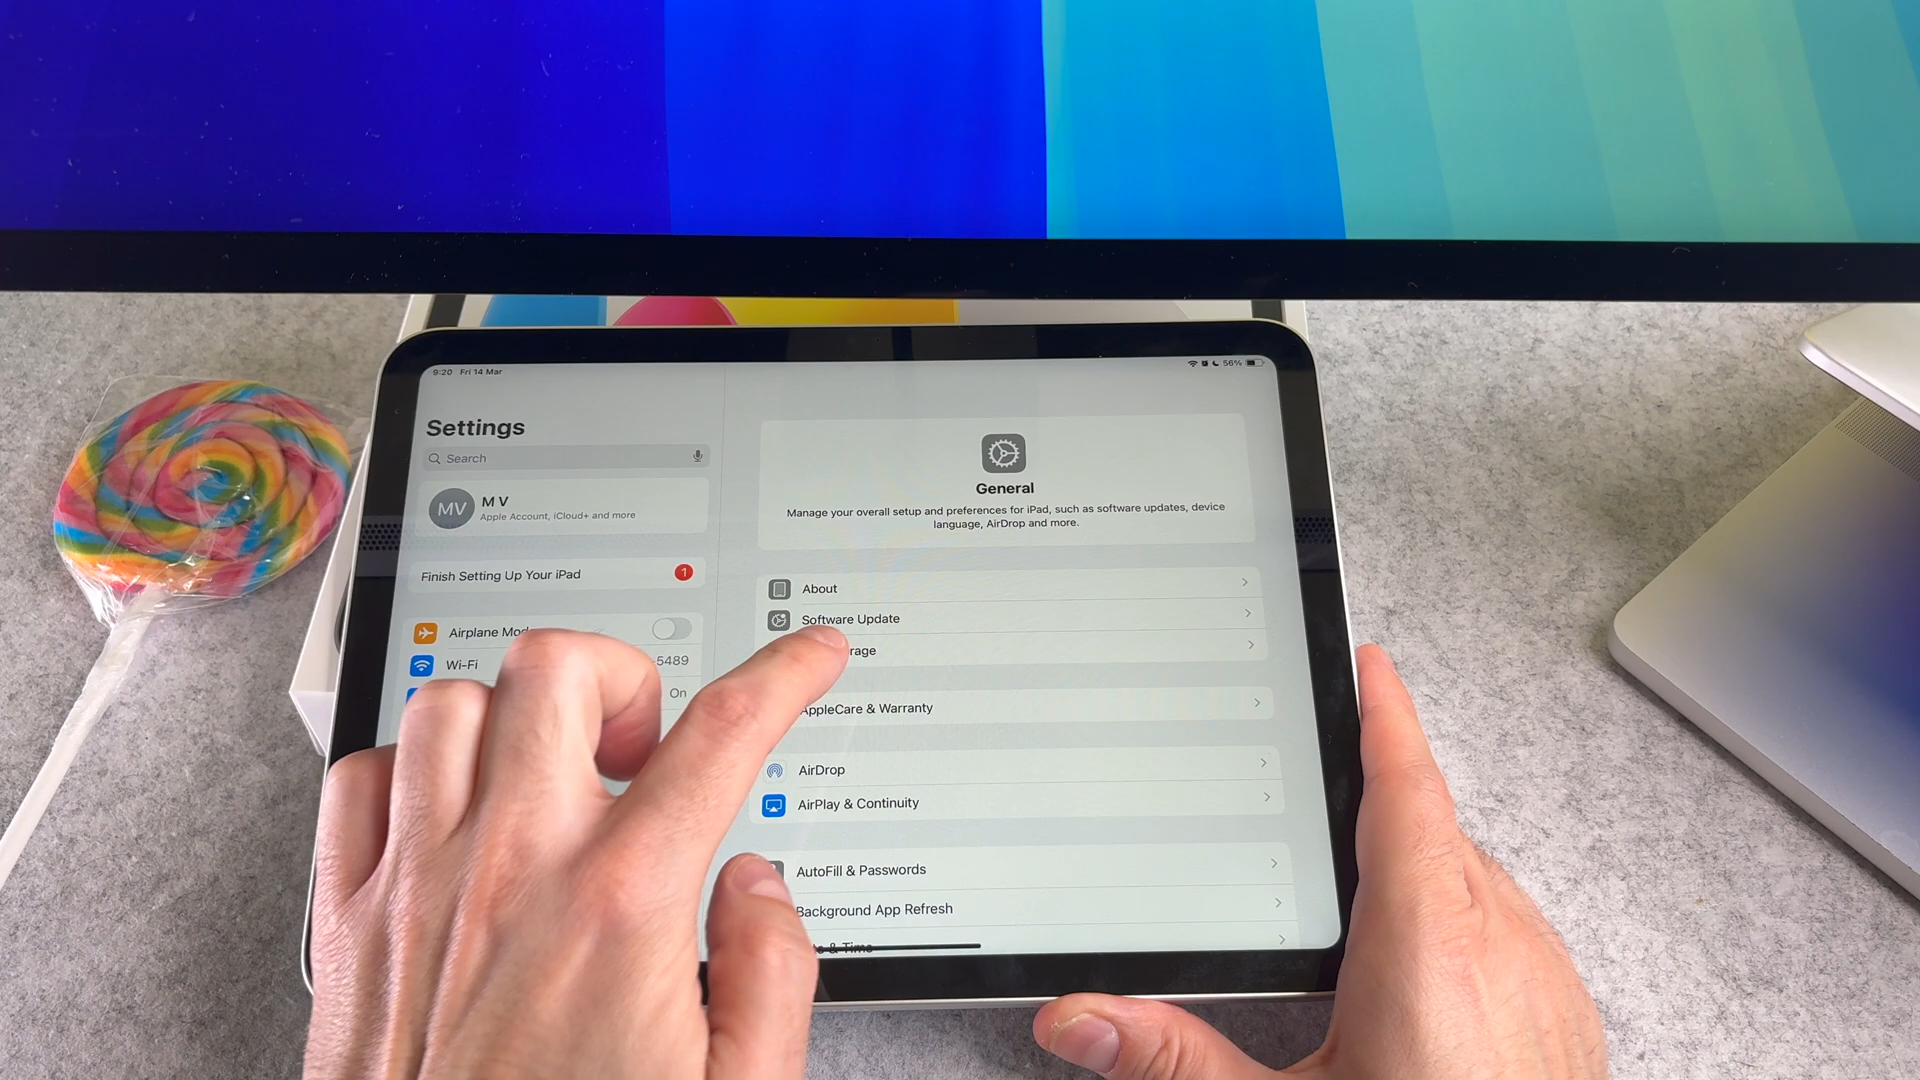 9:20 Fri 14 Mar
56%
Settings
Search
MV
M V
Apple Account, iCloud+ and more
Finish Setting Up Your iPad
1
Airplane Mod
Wi-Fi
5489
On
General
Manage your overall setup and preferences for iPad, such as software updates, device
language, AirDrop and more.
About
Software Update
rage
AppleCare & Warranty
AirDrop
AirPlay & Continuity
AutoFill & Passwords
Background App Refresh
& Time